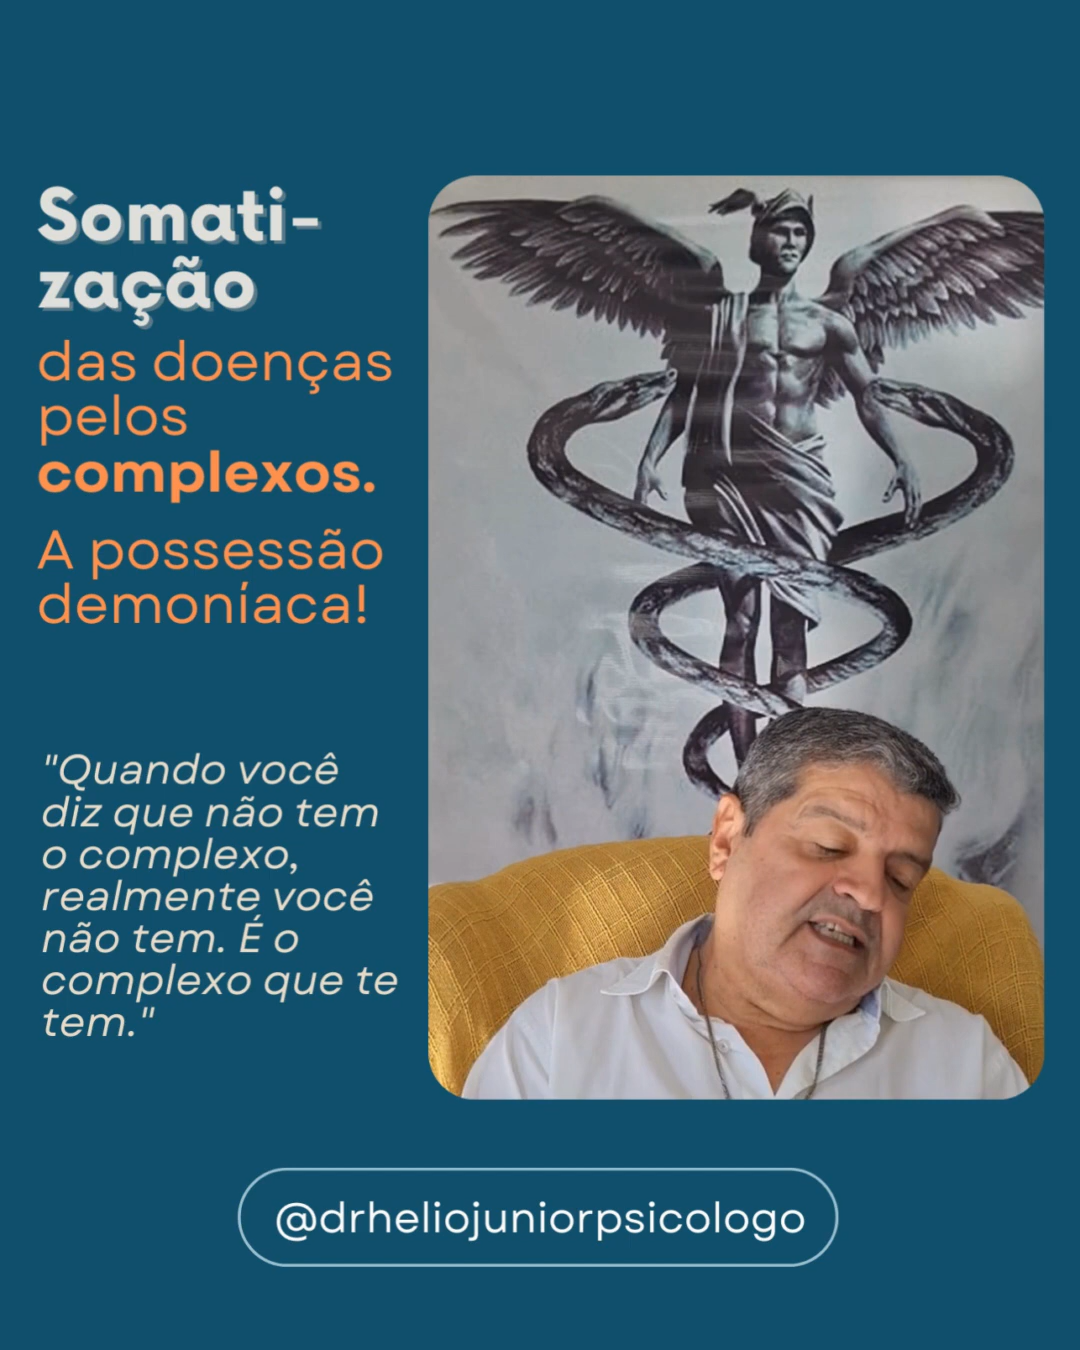 Somati-
zação
das doenças
pelos
complexos.
A possessão
demoníaca!
"Quando você
diz que não tem
o complexo,
realmente você
não tem. É o
complexo que te
tem."
@drheliojuniorpsicologo